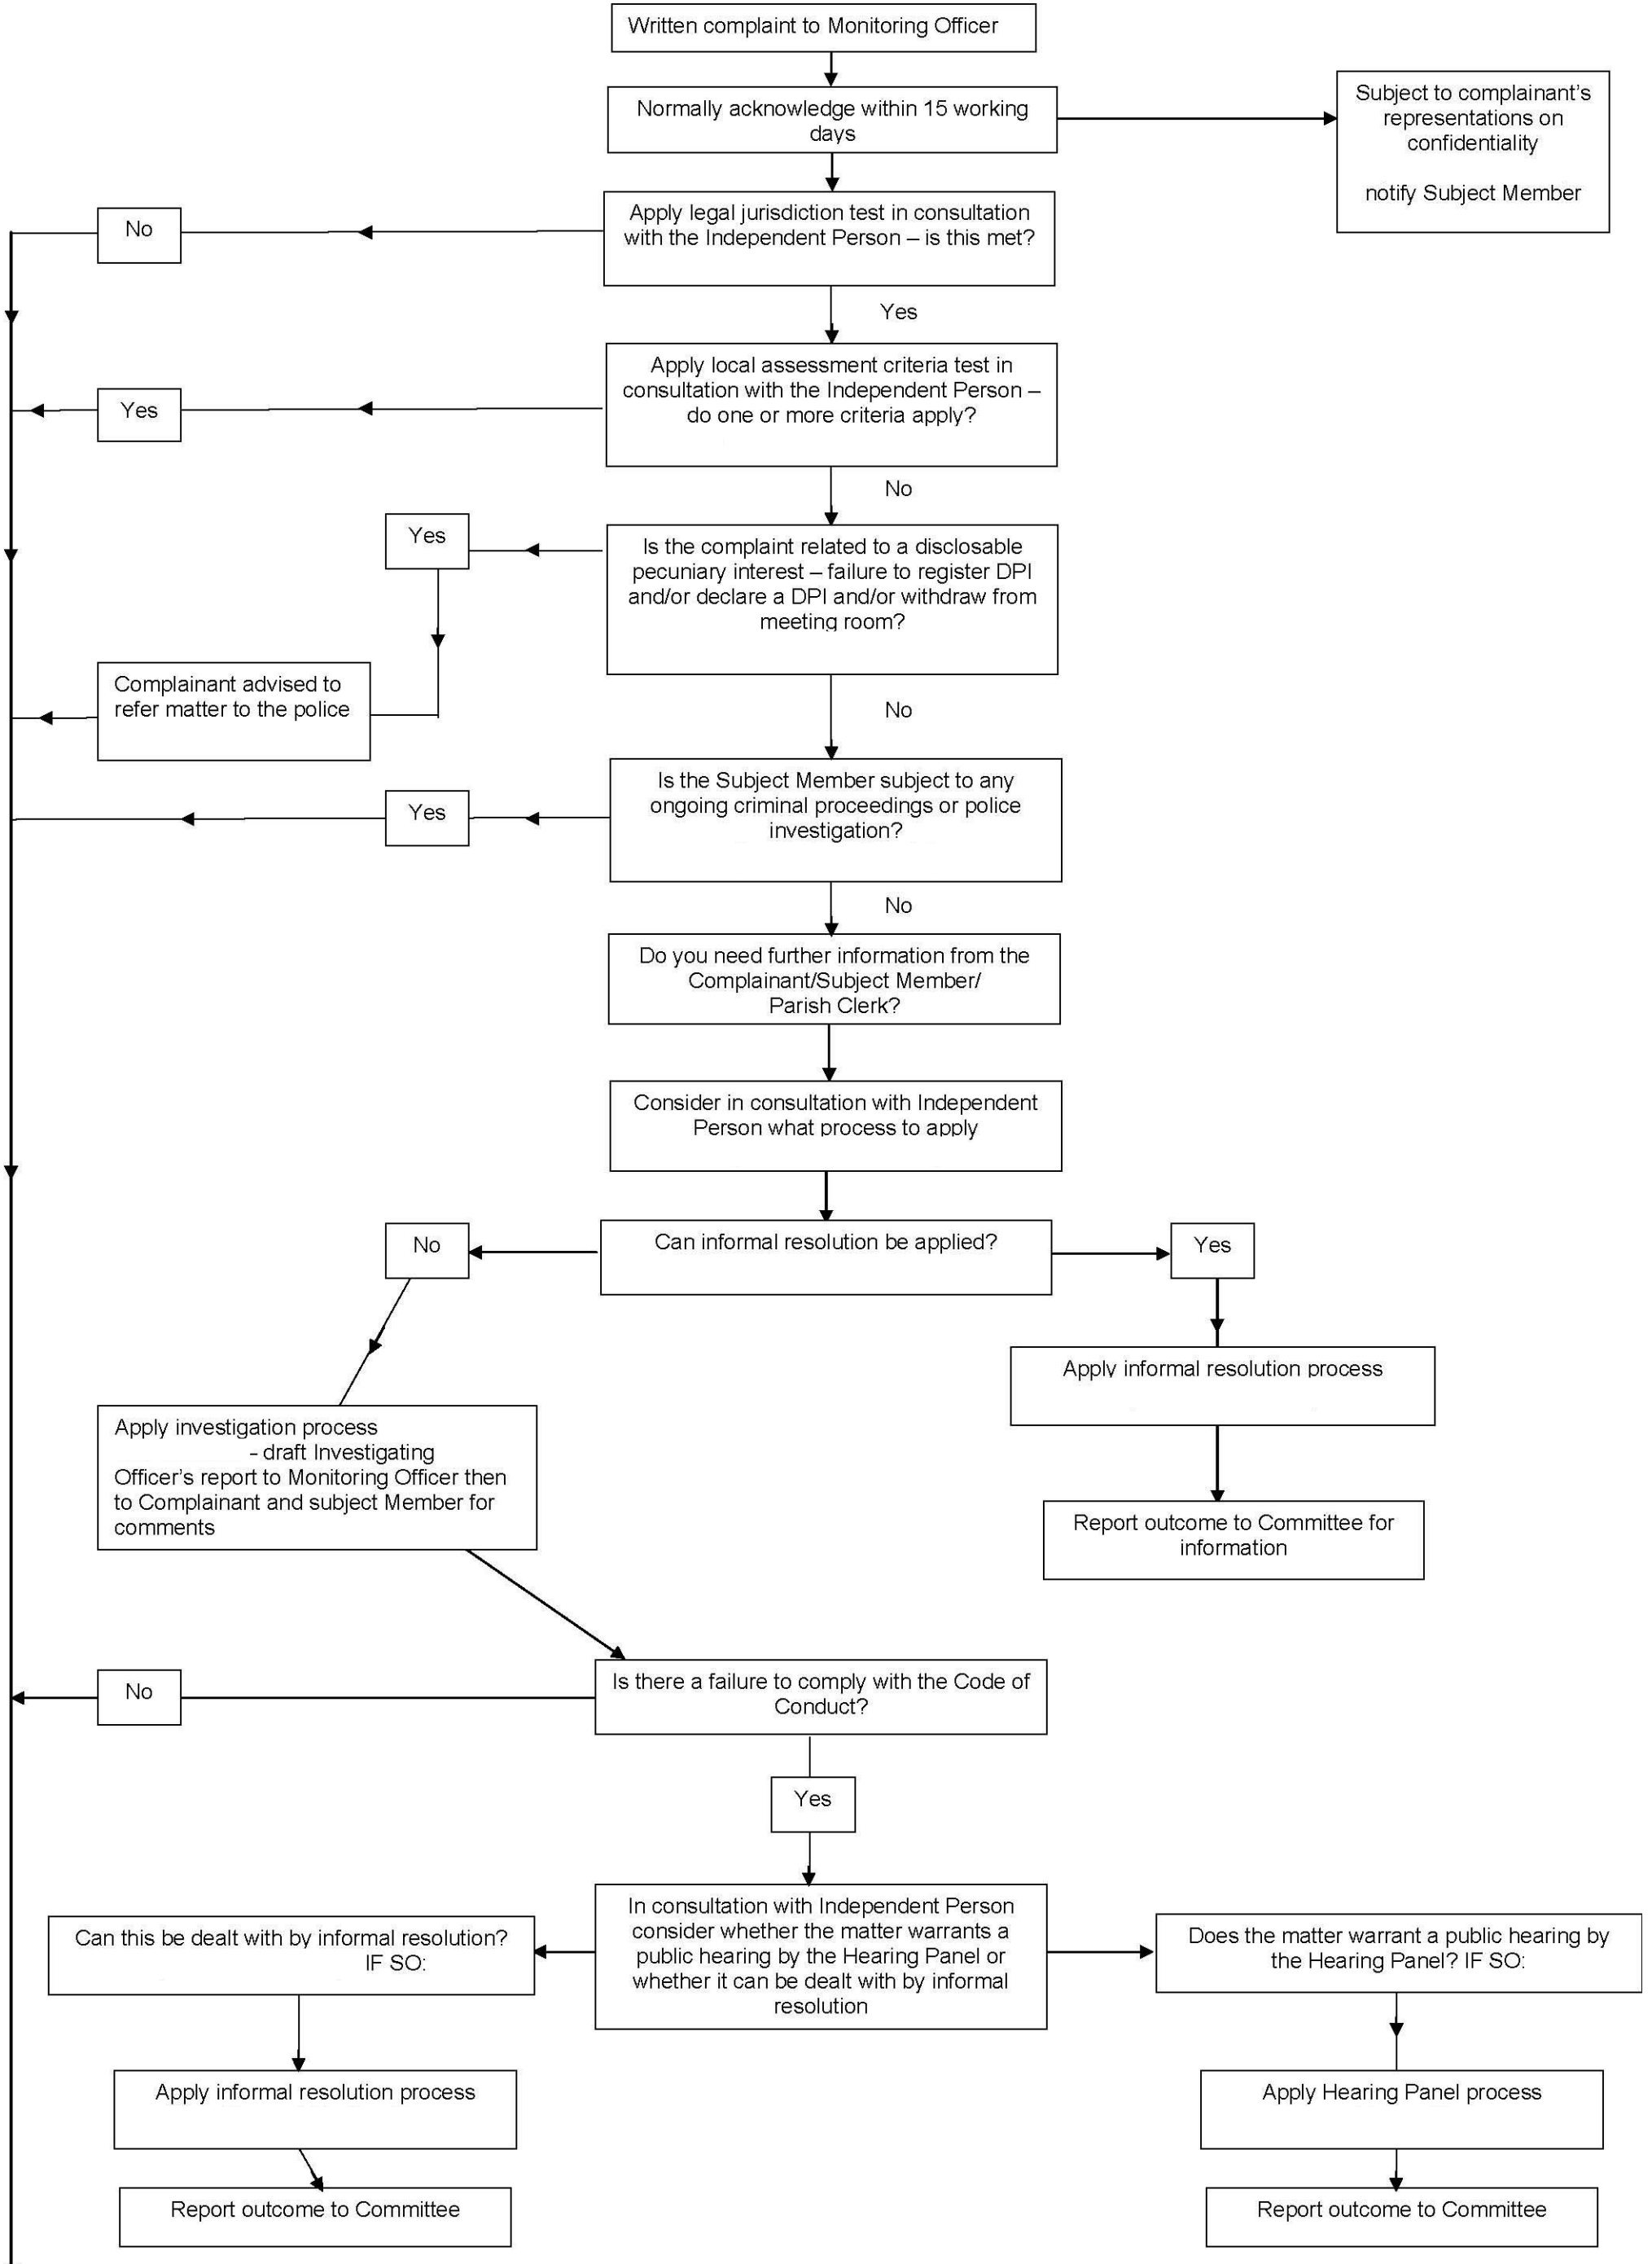 Written complaint to Monitoring Officer
Normally acknowledge within 15 working
days
Subject to complainant's
representations on
confidentiality
notify Subject Member
No
Apply legal jurisdiction test in consultation
with the Independent Person – is this met?
Yes
Yes
Apply local assessment criteria test in
consultation with the Independent Person –
do one or more criteria apply?
No
Yes
Is the complaint related to a disclosable
pecuniary interest – failure to register DPI
and/or declare a DPI and/or withdraw from
meeting room?
Complainant advised to
refer matter to the police
No
Yes
Is the Subject Member subject to any
ongoing criminal proceedings or police
investigation?
No
Do you need further information from the
Complainant/Subject Member/
Parish Clerk?
Consider in consultation with Independent
Person what process to apply
No
Can informal resolution be applied?
Yes
Apply informal resolution process
Apply investigation process
- draft Investigating
Officer's report to Monitoring Officer then
to Complainant and subject Member for
comments
Report outcome to Committee for
information
No
Is there a failure to comply with the Code of
Conduct?
Yes
Can this be dealt with by informal resolution?
IF SO:
In consultation with Independent Person
consider whether the matter warrants a
public hearing by the Hearing Panel or
whether it can be dealt with by informal
resolution
Does the matter warrant a public hearing by
the Hearing Panel? IF SO:
Apply informal resolution process
Apply Hearing Panel process
Report outcome to Committee
Report outcome to Committee